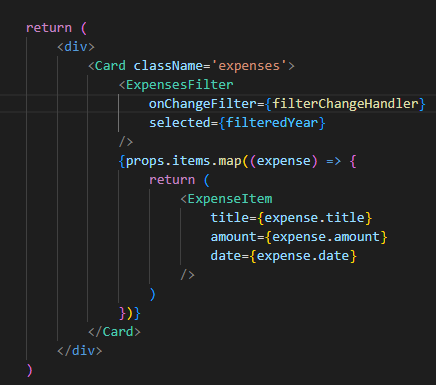 return (
<div>
<Card className='expenses'>
<ExpensesFilter
onChangeFilter={filterChangeHandler}
selected={filteredYear}
/>
{props.items.map((expense) => {
return (
<ExpenseItem
title={expense.title}
amount={expense.amount}
date={expense.date}
/>
)
})}
</Card>
</div>
)